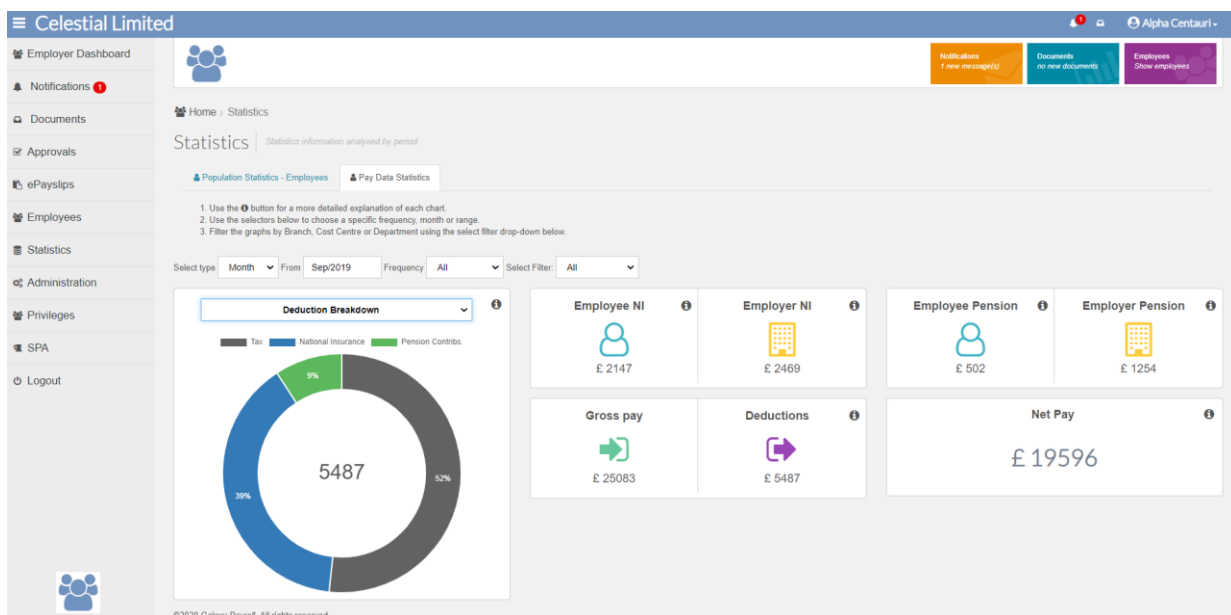 Celestial Limited
1
Alpha Centauri
Employer Dashboard
Notifications 1
Documents
Approvals
ePayslips
Employees
Statistics
Administration
Privileges
SPA
Logout
Notifications
1 new message(s)
Documents
no new documents
Employees
Show employees
Home > Statistics
Statistics
Statistics information analysed by period
Population Statistics - Employees
Pay Data Statistics
1. Use the i button for a more detailed explanation of each chart.
2. Use the selectors below to choose a specific frequency, month or range.
3. Filter the graphs by Branch, Cost Centre or Department using the select filter drop-down below.
Select type Month From Sep/2019 Frequency All Select Filter: All
Deduction Breakdown
Tax National Insurance Pension Contribs.
9%
5487
52%
39%
Employee NI
£ 2147
Employer NI
£ 2469
Employee Pension
£ 502
Employer Pension
£ 1254
Gross pay
£ 25083
Deductions
£ 5487
Net Pay
£ 19596